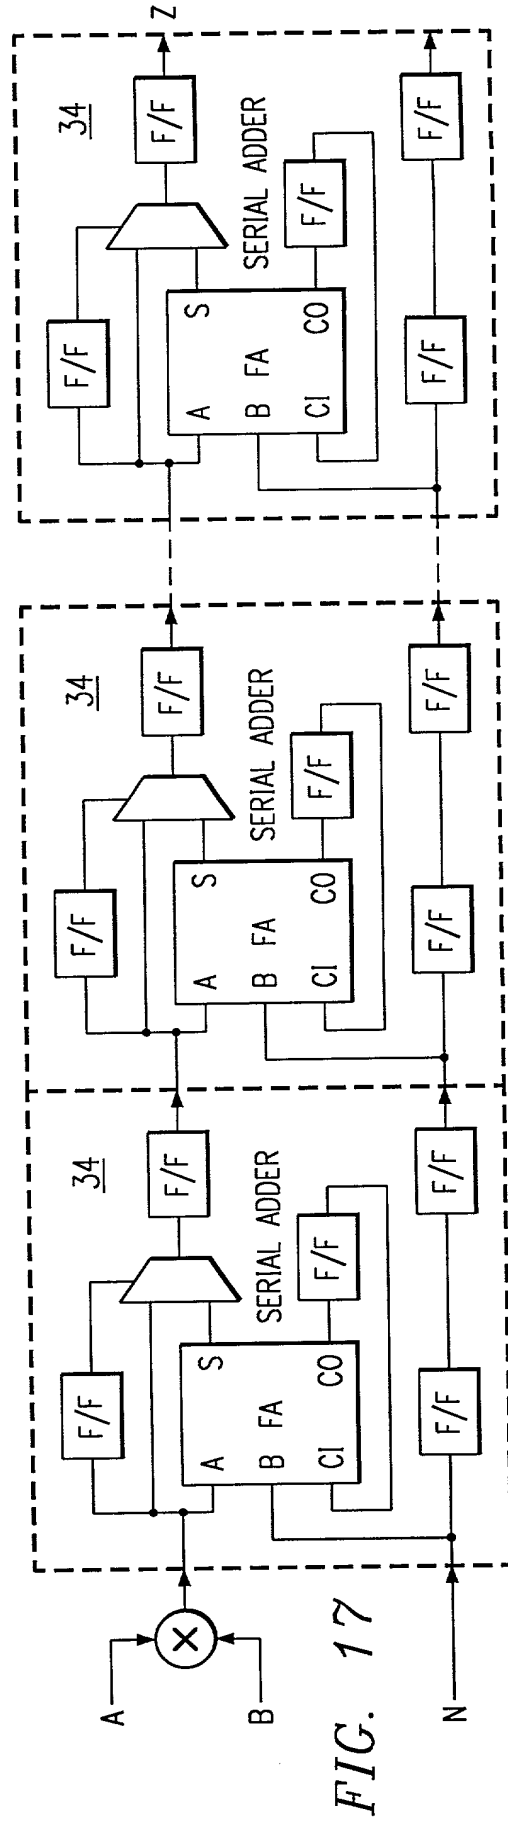 A
B
N
34
F/F
F/F
S
A
B FA
CI
CO
SERIAL ADDER
F/F
F/F
F/F
34
F/F
F/F
S
A
B FA
CI
CO
SERIAL ADDER
F/F
F/F
F/F
34
F/F
F/F
S
A
B FA
CI
CO
SERIAL ADDER
F/F
F/F
F/F
Z
FIG. 17